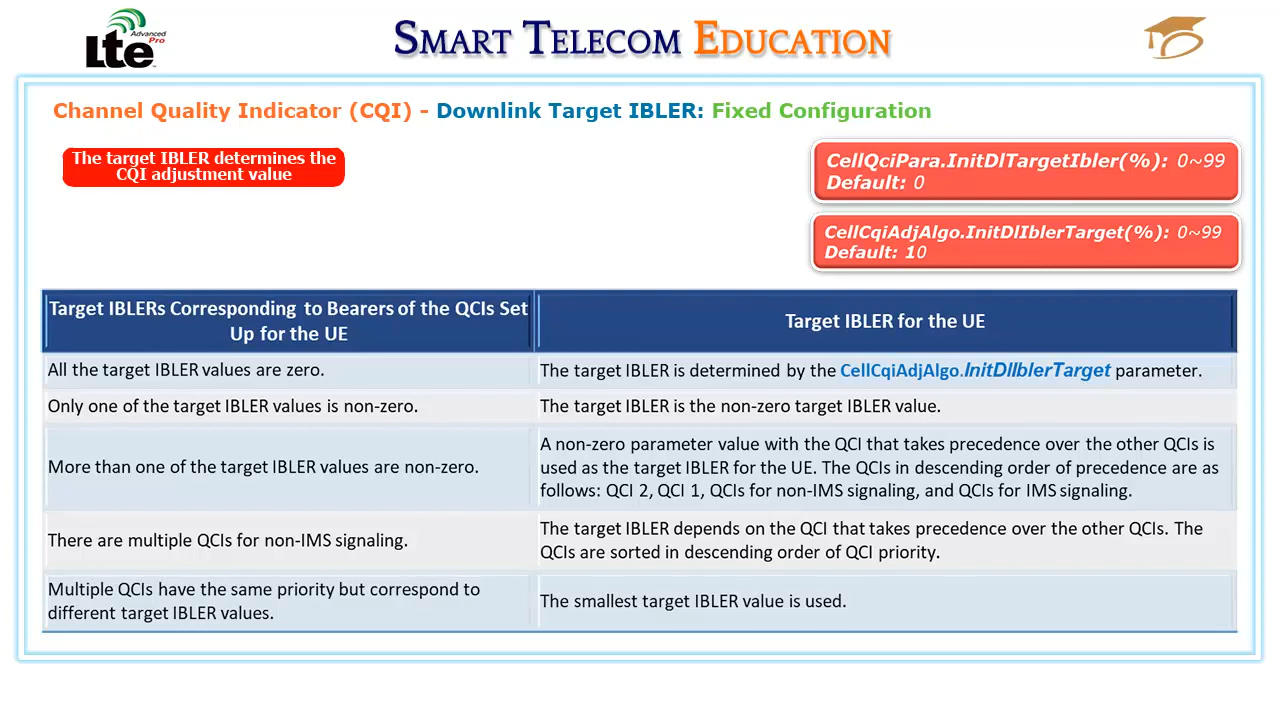 LTE Advanced Pro
SMART TELECOM EDUCATION
Channel Quality Indicator (CQI) - Downlink Target IBLER: Fixed Configuration
The target IBLER determines the
CQI adjustment value
CellQciPara.InitDlTargetIbler(%): 0~99
Default: 0
CellCqiAdjAlgo.InitDlIblerTarget(%): 0~99
Default: 10
Target IBLERs Corresponding to Bearers of the QCIs Set
Up for the UE
Target IBLER for the UE
All the target IBLER values are zero.
The target IBLER is determined by the CellCqiAdjAlgo.InitDlIblerTarget parameter.
Only one of the target IBLER values is non-zero.
The target IBLER is the non-zero target IBLER value.
More than one of the target IBLER values are non-zero.
A non-zero parameter value with the QCI that takes precedence over the other QCIs is
used as the target IBLER for the UE. The QCIs in descending order of precedence are as
follows: QCI 2, QCI 1, QCIs for non-IMS signaling, and QCIs for IMS signaling.
There are multiple QCIs for non-IMS signaling.
The target IBLER depends on the QCI that takes precedence over the other QCIs. The
QCIs are sorted in descending order of QCI priority.
Multiple QCIs have the same priority but correspond to
different target IBLER values.
The smallest target IBLER value is used.